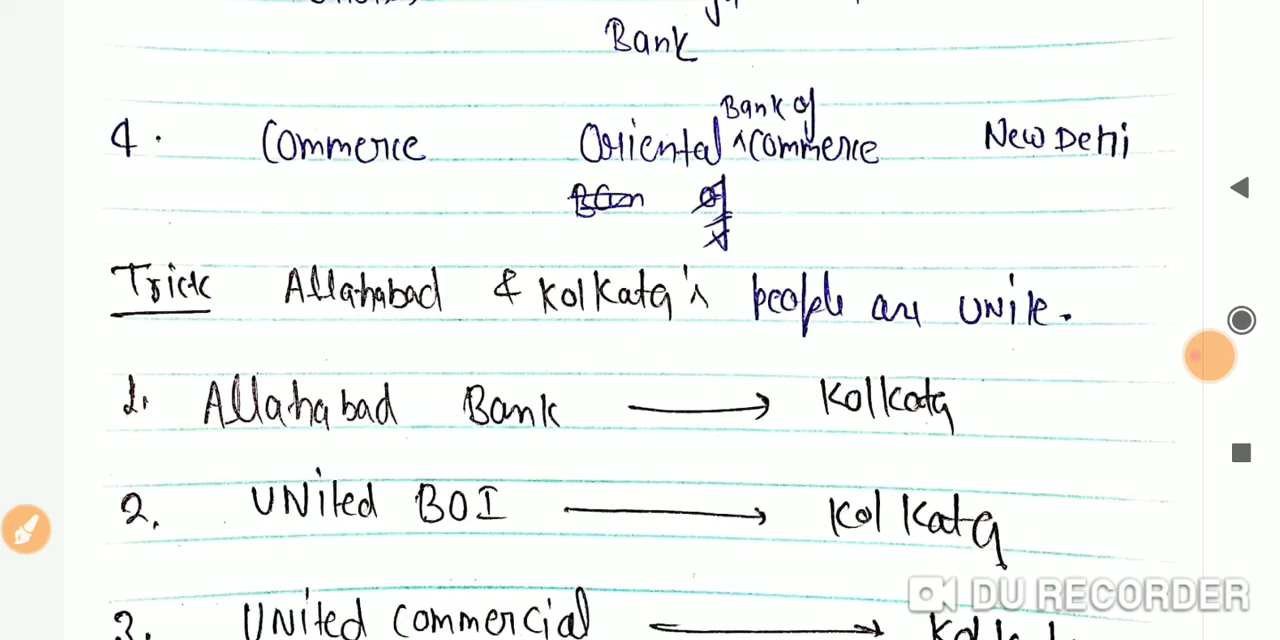 Bank
4. Commerce Oriental ^ Bank of Commerce New Dehi
Trick Allahabad & Kolkata's people are unite.
1. Allahabad Bank → Kolkata
2. UNited BOI → Kolkata
3. UNited commercial →
DU RECORDER